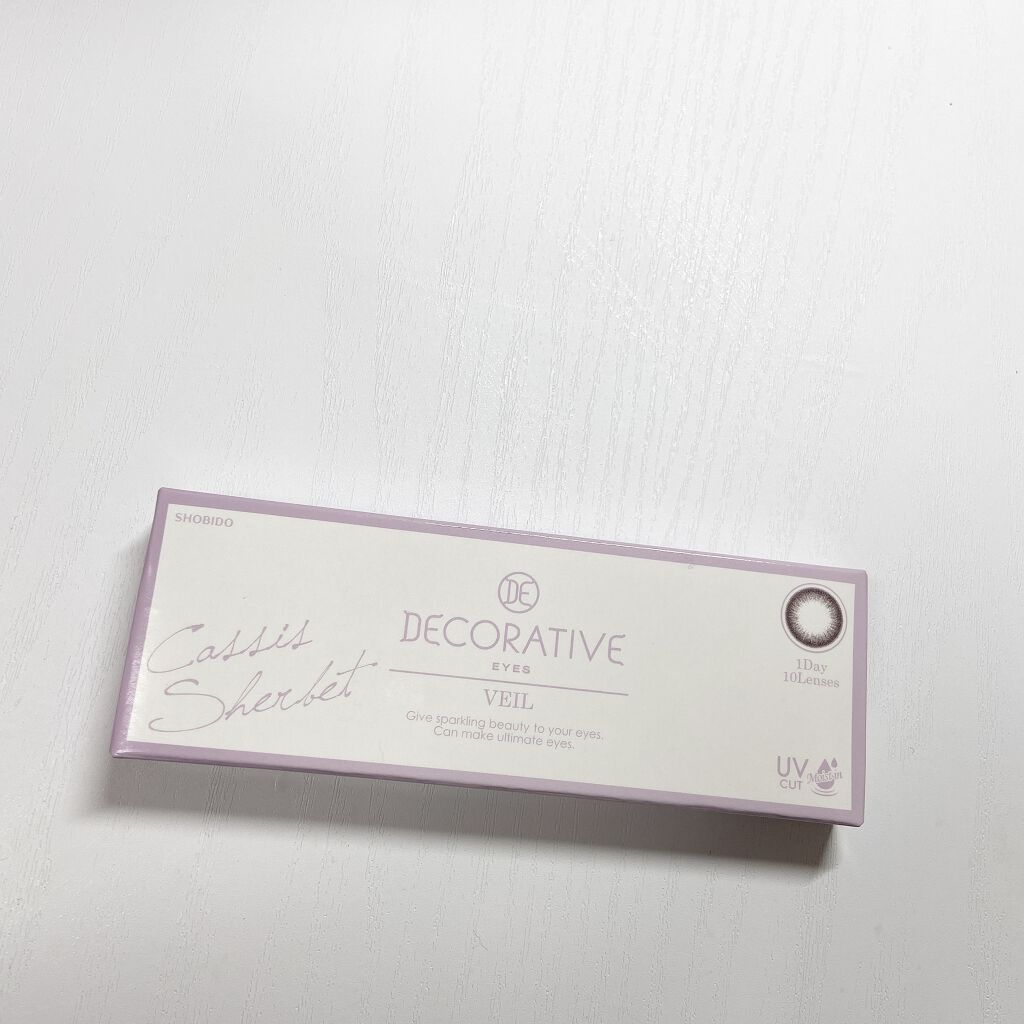 SHOBIDO
Cassis
Sherbet
DE
DECORATIVE
EYES
VEIL
Give sparkling beauty to your eyes.
Can make ultimate eyes.
1Day
10Lenses
UV
CUT
Moist in